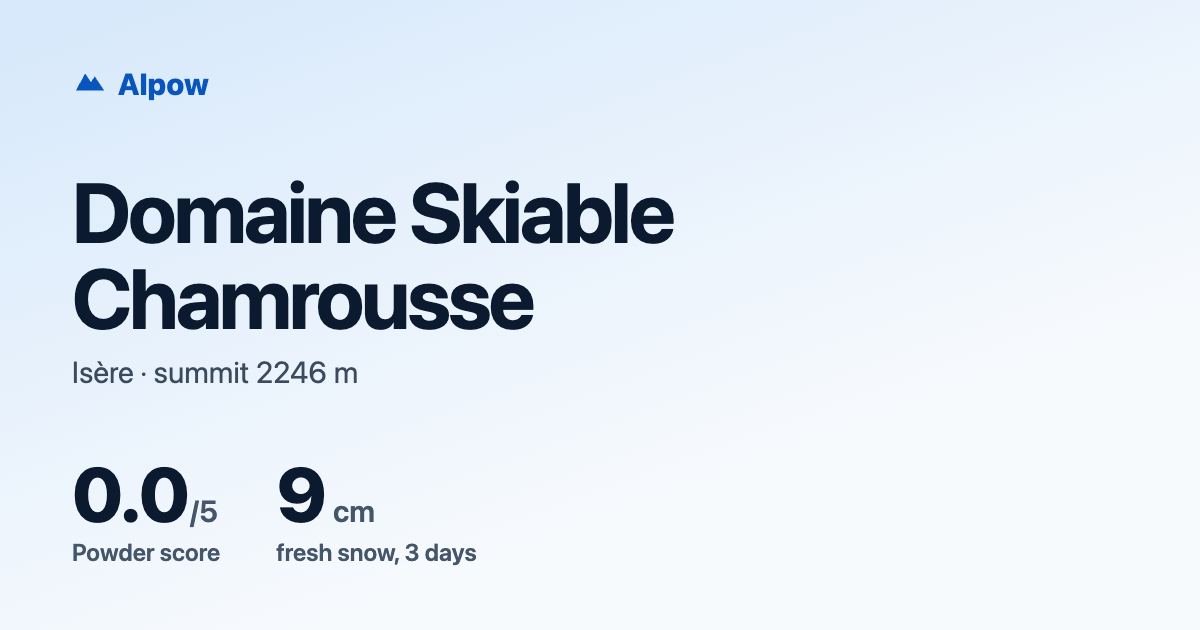 Alpow
Domaine Skiable
Chamrousse
Isère · summit 2246 m
0.0/5
Powder score
9 cm
fresh snow, 3 days